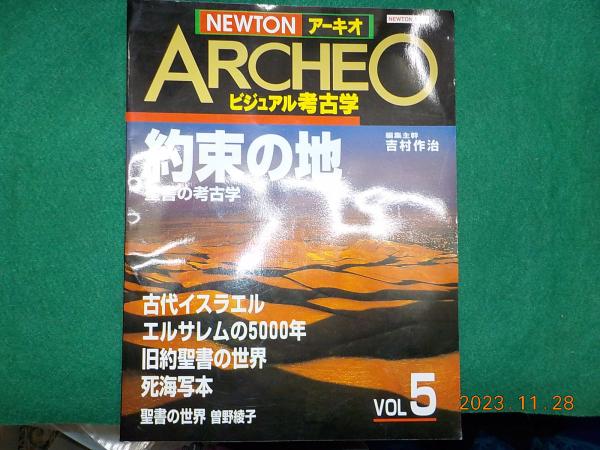 NEWTON アーキオ
NEWTON
ARCHEO
ビジュアル考古学
約束の地
聖書の考古学
編集主幹
吉村作治
古代イスラエル
エルサレムの5000年
旧約聖書の世界
死海写本
聖書の世界 曽野綾子
VOL 5
2023 11.28